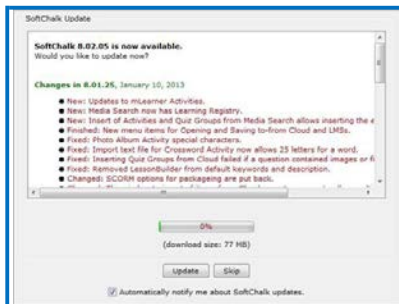 SoftChalk Update
SoftChalk 8.02.05 is now available.
Would you like to update now?
Changes in 8.01.25, January 10, 2013
New: Updates to mLearner Activities.
New: Media Search now has Learning Registry.
New: Insert of Activities and Quiz Groups from Media Search allows inserting the e
Finished: New menu items for Opening and Saving to-from Cloud and LMSs.
Fixed: Photo Album Activity special characters.
Fixed: Import text file for Crossword Activity now allows 25 letters for a word.
Fixed: Inserting Quiz Groups from Cloud failed if a question contained images or f
Fixed: Removed LessonBuilder from default keywords and description.
Changed: SCORM options for packageing are put back.
0%
(download size: 77 MB)
Update Skip
Automatically notify me about SoftChalk updates.